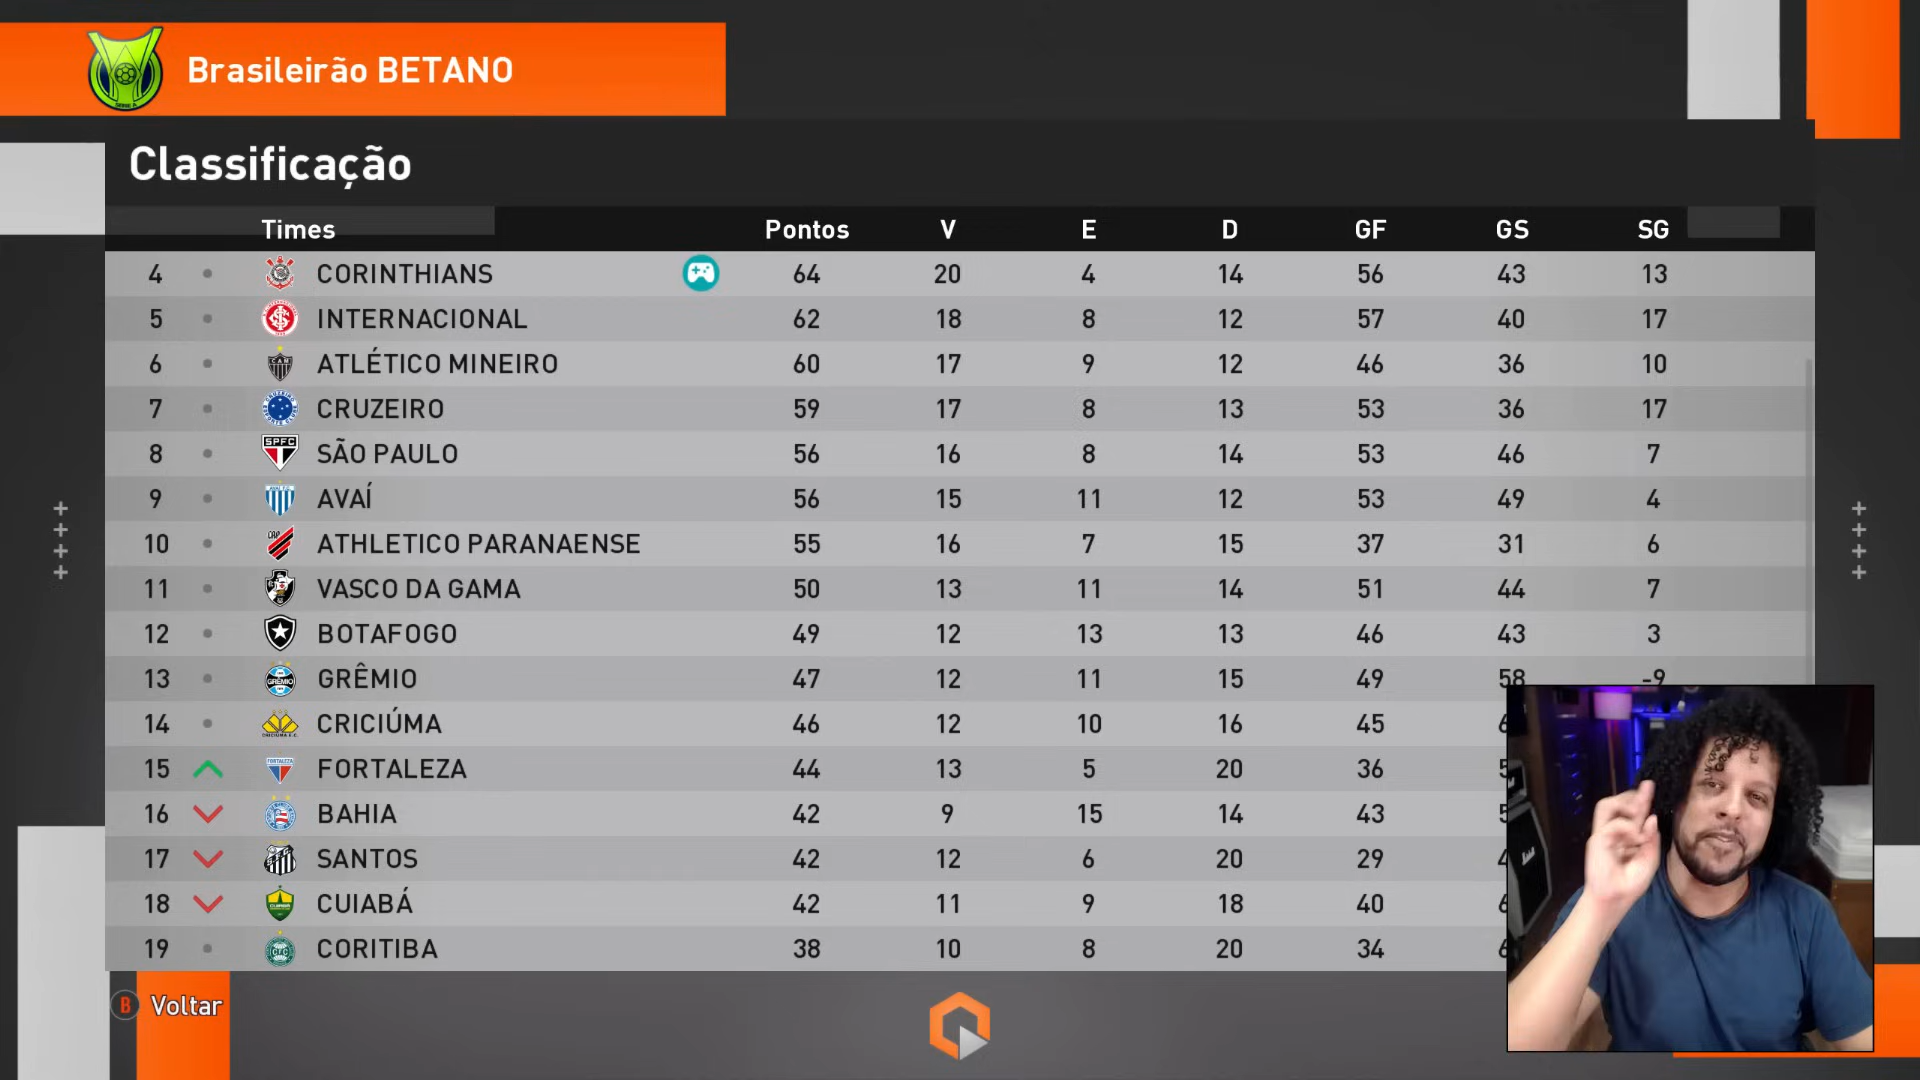 Brasileirão BETANO
Classificação
Times Pontos V E D GF GS SG
4 CORINTHIANS 64 20 4 14 56 43 13
5 INTERNACIONAL 62 18 8 12 57 40 17
6 ATLÉTICO MINEIRO 60 17 9 12 46 36 10
7 CRUZEIRO 59 17 8 13 53 36 17
8 SPFC SÃO PAULO 56 16 8 14 53 46 7
9 AVAÍ 56 15 11 12 53 49 4
10 CAP ATHLETICO PARANAENSE 55 16 7 15 37 31 6
11 VASCO DA GAMA 50 13 11 14 51 44 7
12 BOTAFOGO 49 12 13 13 46 43 3
13 GRÊMIO 47 12 11 15 49 58 -9
14 CRICIÚMA 46 12 10 16 45
15 FORTALEZA 44 13 5 20 36
16 BAHIA 42 9 15 14 43
17 SANTOS 42 12 6 20 29
18 CUIABÁ 42 11 9 18 40
19 CORITIBA 38 10 8 20 34
B Voltar